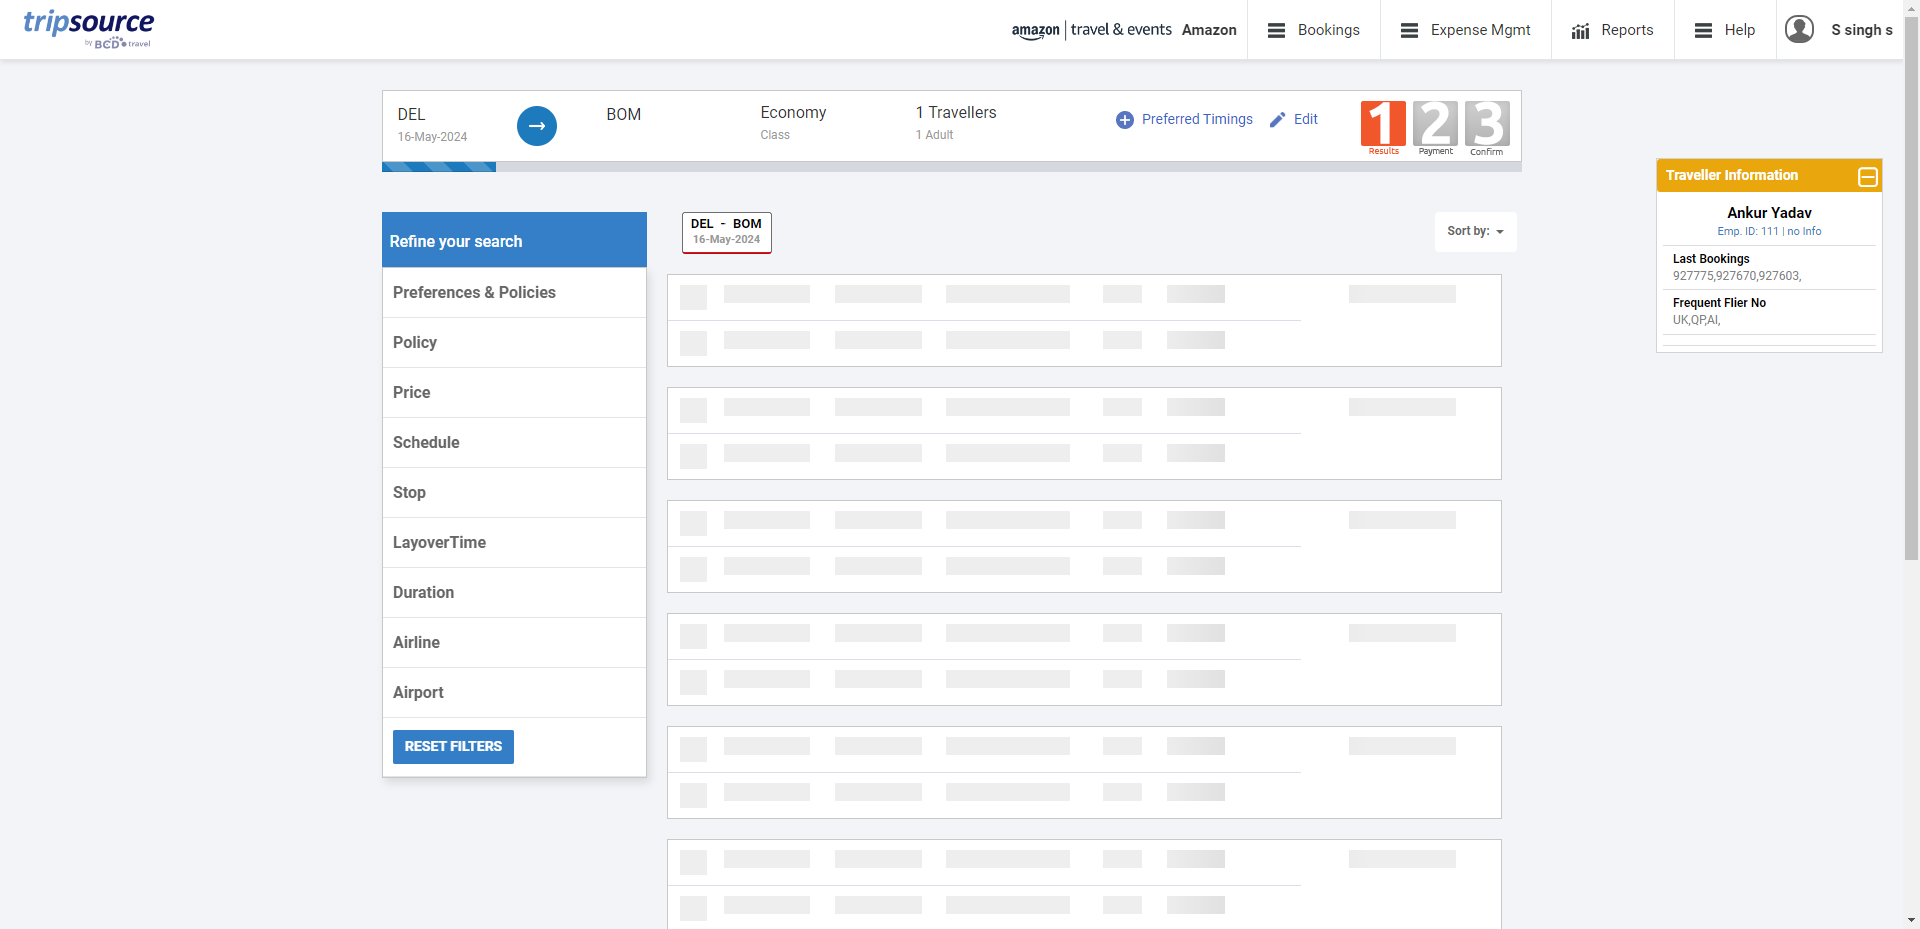 tripsource
by BCD travel
amazon | travel & events Amazon
Bookings
Expense Mgmt
Reports
Help
S singh s
DEL
16-May-2024
BOM
Economy
Class
1 Travellers
1 Adult
Preferred Timings
Edit
1
Results
2
Payment
3
Confirm
Traveller Information
Ankur Yadav
Emp. ID: 111 | no Info
Last Bookings
927775,927670,927603,
Frequent Flier No
UK,QP,AI,
Refine your search
Preferences & Policies
Policy
Price
Schedule
Stop
LayoverTime
Duration
Airline
Airport
RESET FILTERS
DEL - BOM
16-May-2024
Sort by: